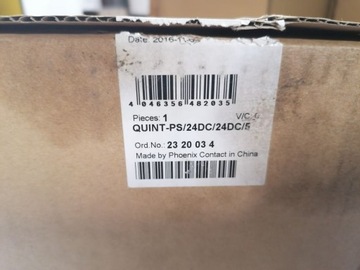 Date: 2016-11-
4 046356 482035
Pieces: 1 V/C
QUINT-PS/24DC/24DC/5
Ord.No.: 23 20 03 4
Made by Phoenix Contact in China